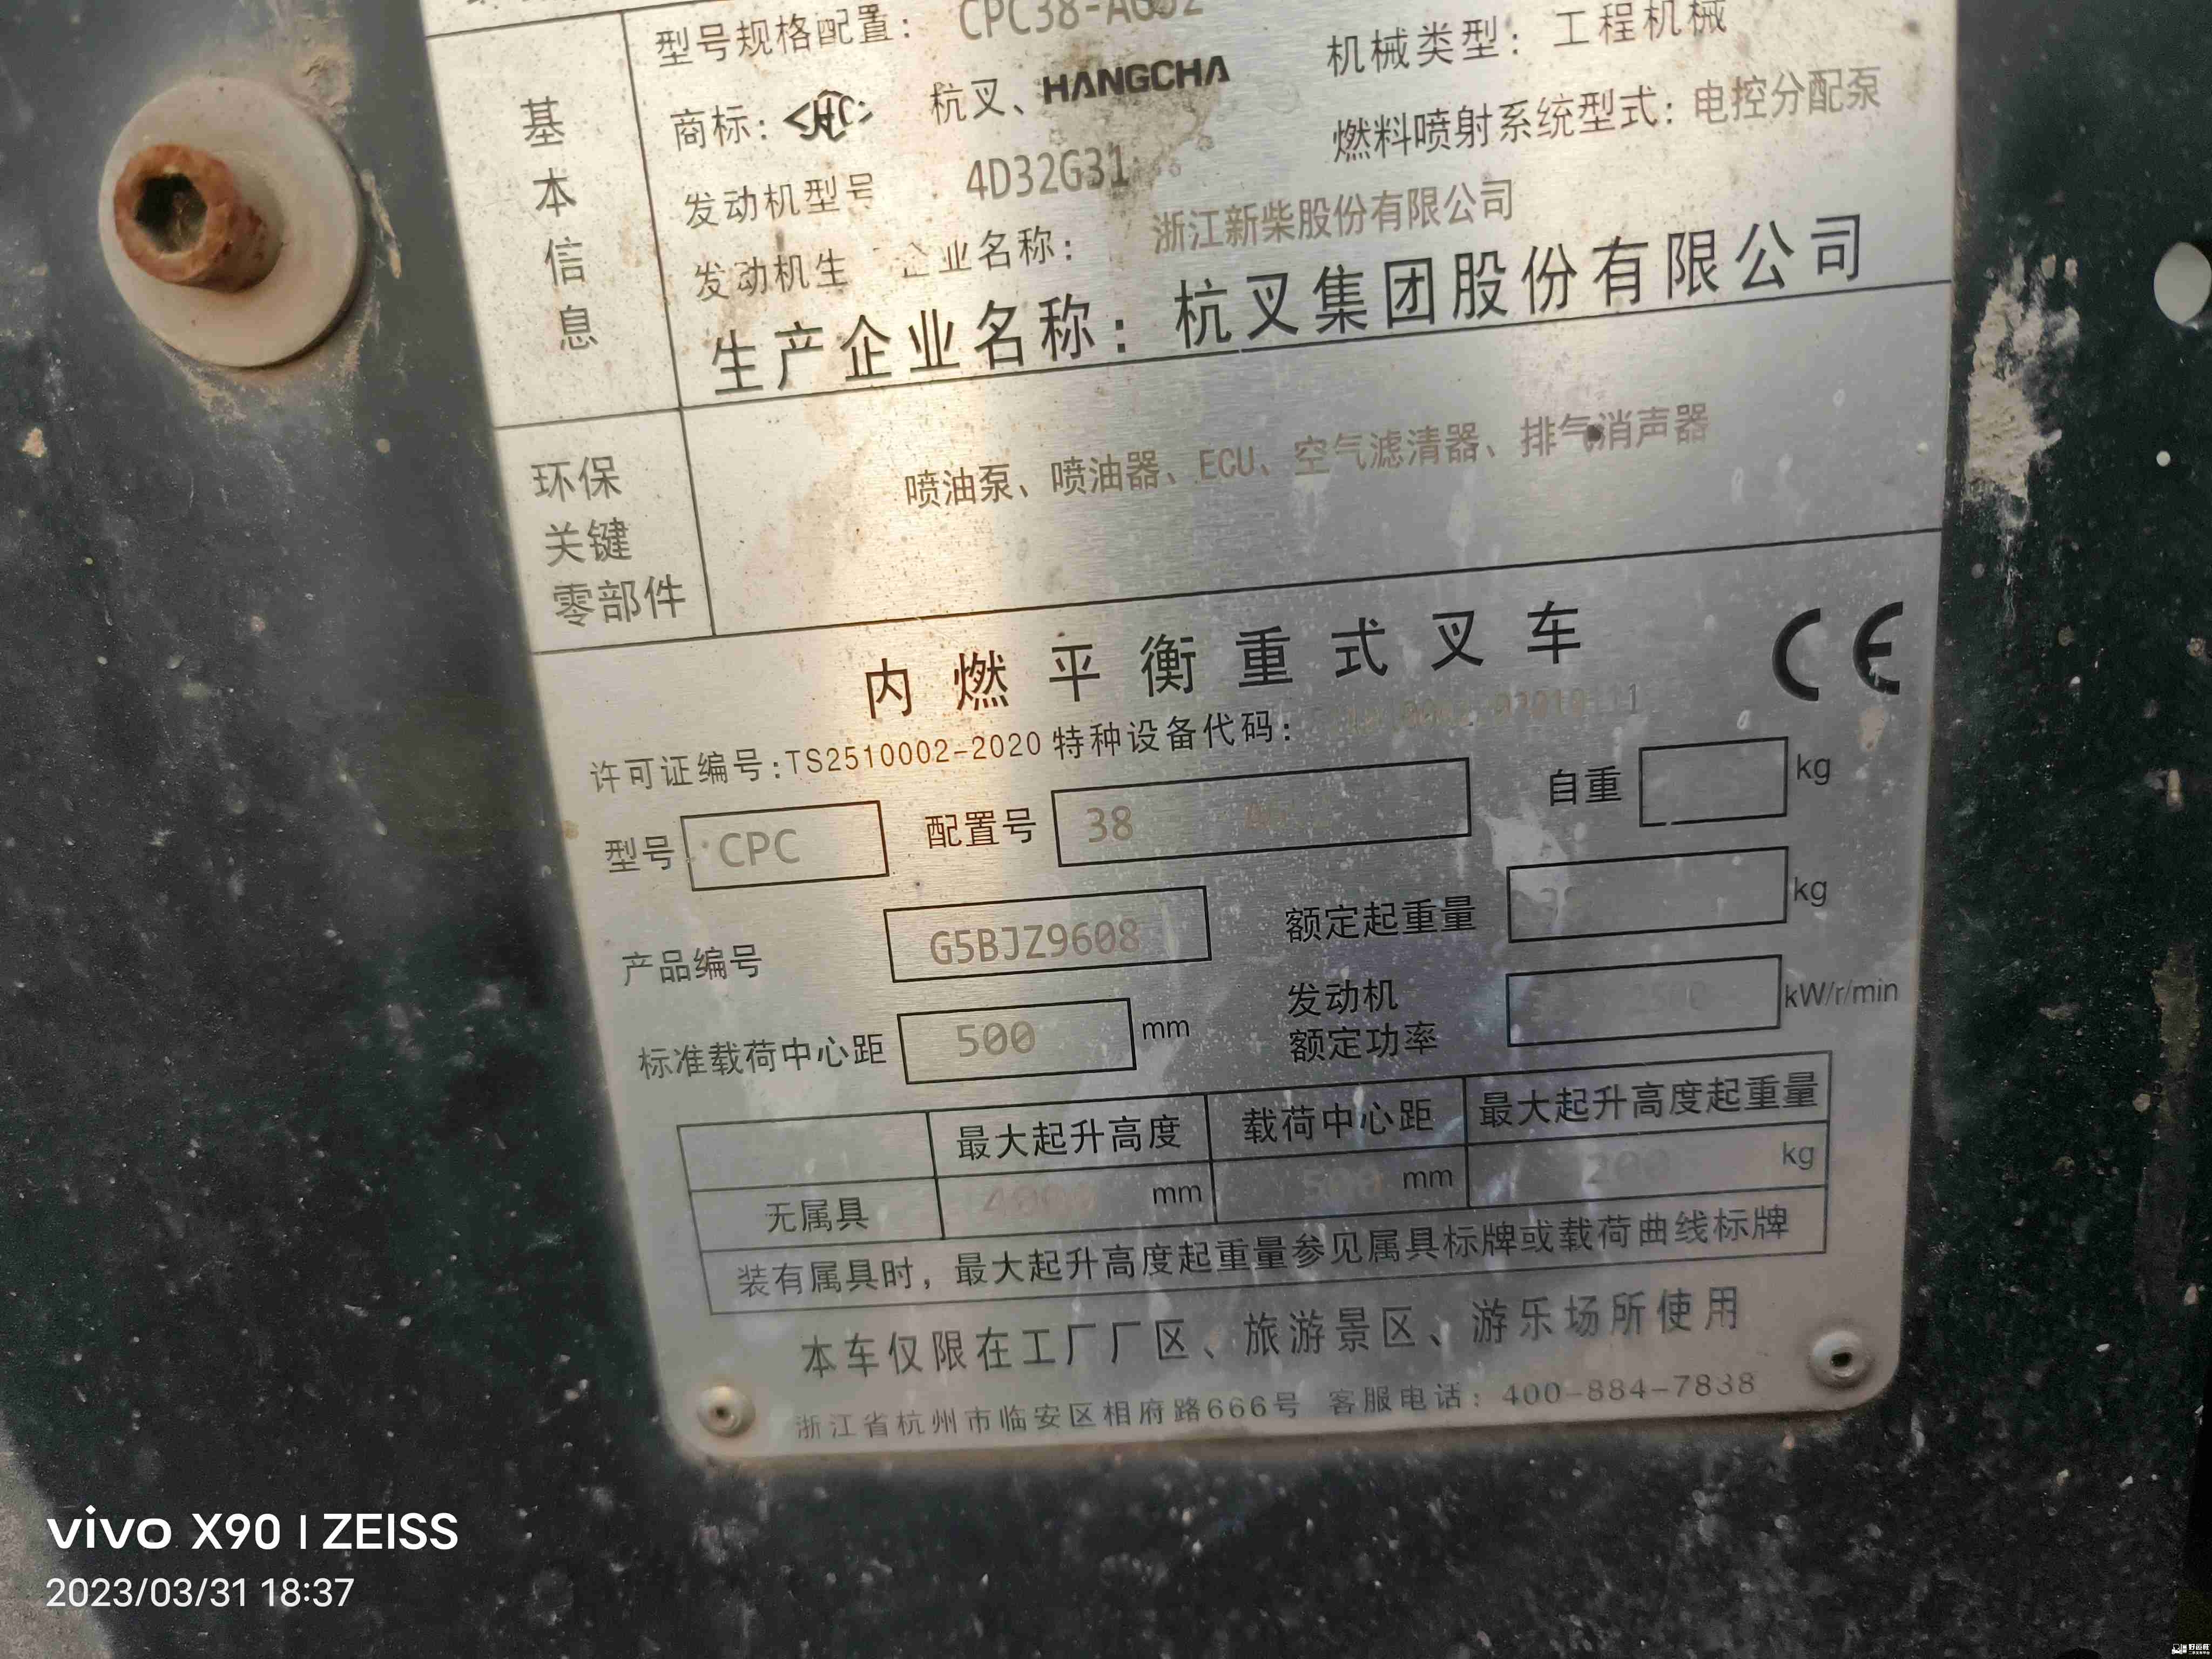 型号规格配置：
机械类型：工程机械
商标：杭叉、HANGCHA
燃料喷射系统型式：电控分配泵
发动机型号 4D32G31
发动机生 企业名称： 浙江新柴股份有限公司
生产企业名称：杭叉集团股份有限公司
基本信息
环保关键零部件
喷油泵、喷油器、ECU、空气滤清器、排气消声器
内燃平衡重式叉车 CE
许可证编号:TS2510002-2020 特种设备代码：
型号 CPC 配置号 38 自重 kg
产品编号 G5BJZ9608 额定起重量 kg
标准载荷中心距 500 mm 发动机额定功率 kW/r/min
最大起升高度 载荷中心距 最大起升高度起重量
无属具 mm 500 mm kg
装有属具时，最大起升高度起重量参见属具标牌或载荷曲线标牌
本车仅限在工厂厂区、旅游景区、游乐场所使用
浙江省杭州市临安区相府路666号 客服电话：400-884-7838
vivo X90 | ZEISS
2023/03/31 18:37